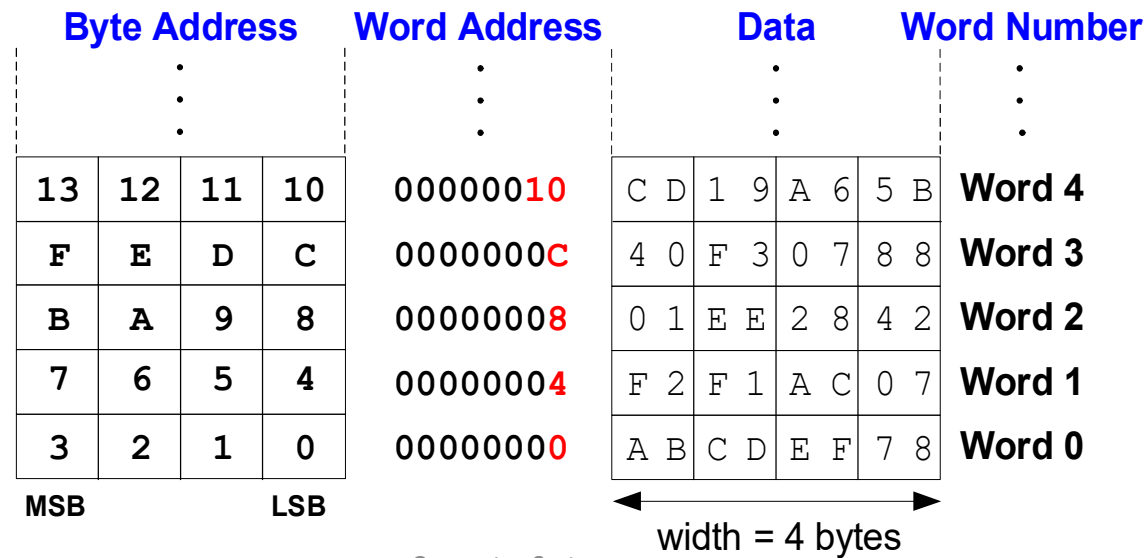 Byte Address Word Address Data Word Number
13 12 11 10 00000010 C D 1 9 A 6 5 B Word 4
F E D C 0000000C 4 0 F 3 0 7 8 8 Word 3
B A 9 8 00000008 0 1 E E 2 8 4 2 Word 2
7 6 5 4 00000004 F 2 F 1 A C 0 7 Word 1
3 2 1 0 00000000 A B C D E F 7 8 Word 0
MSB LSB
width = 4 bytes